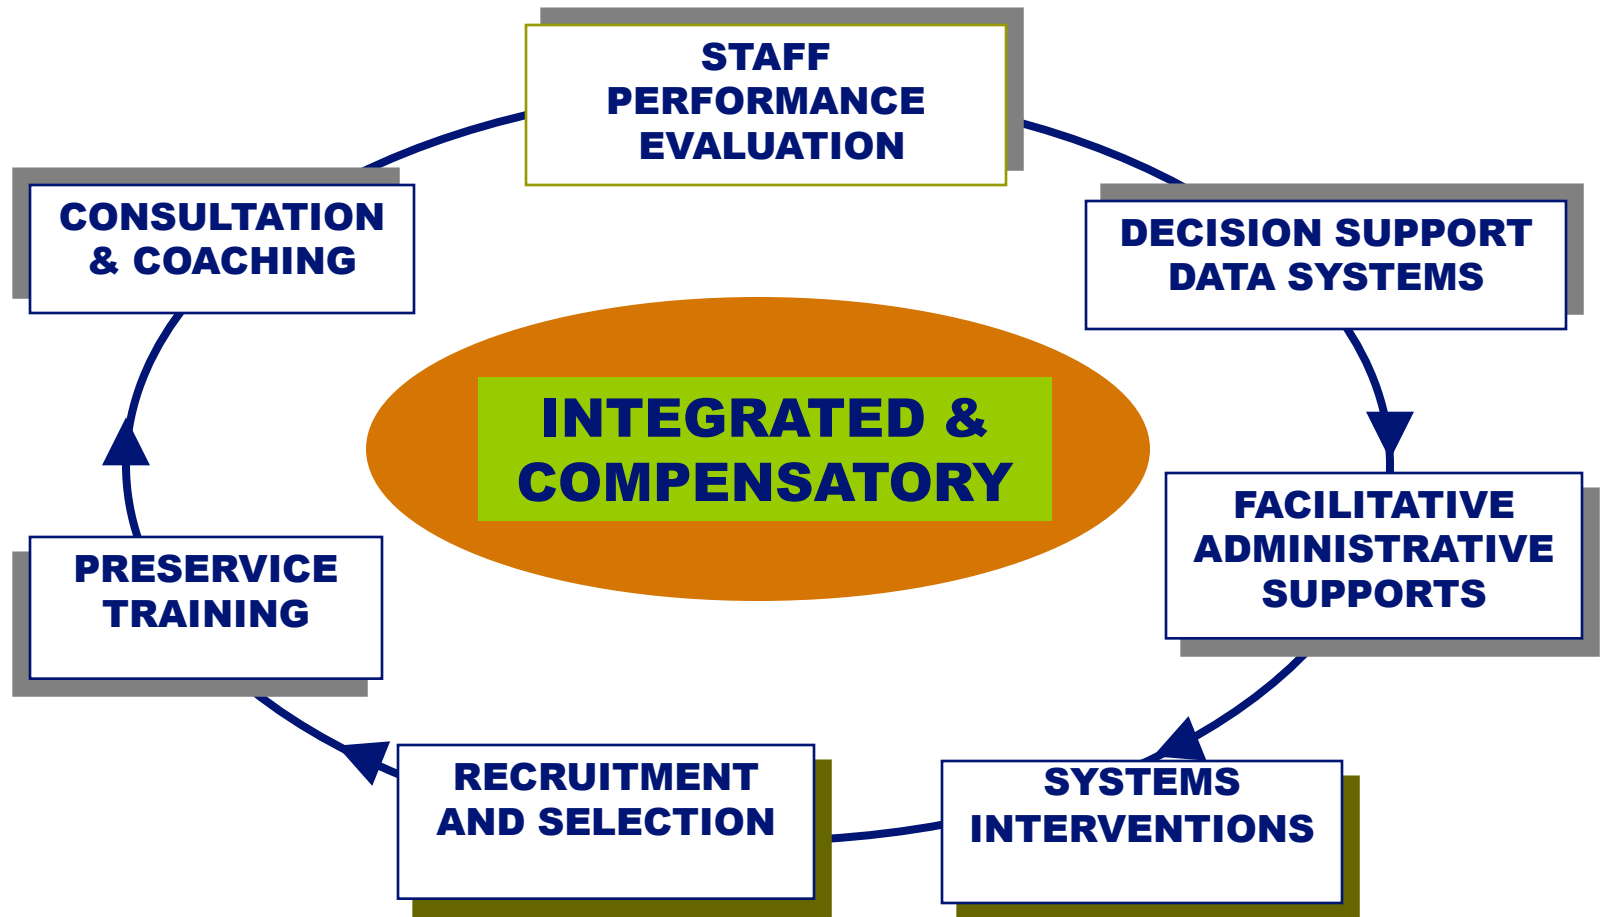 STAFF
PERFORMANCE
EVALUATION
CONSULTATION
& COACHING
DECISION SUPPORT
DATA SYSTEMS
INTEGRATED &
COMPENSATORY
FACILITATIVE
ADMINISTRATIVE
SUPPORTS
PRESERVICE
TRAINING
RECRUITMENT
AND SELECTION
SYSTEMS
INTERVENTIONS